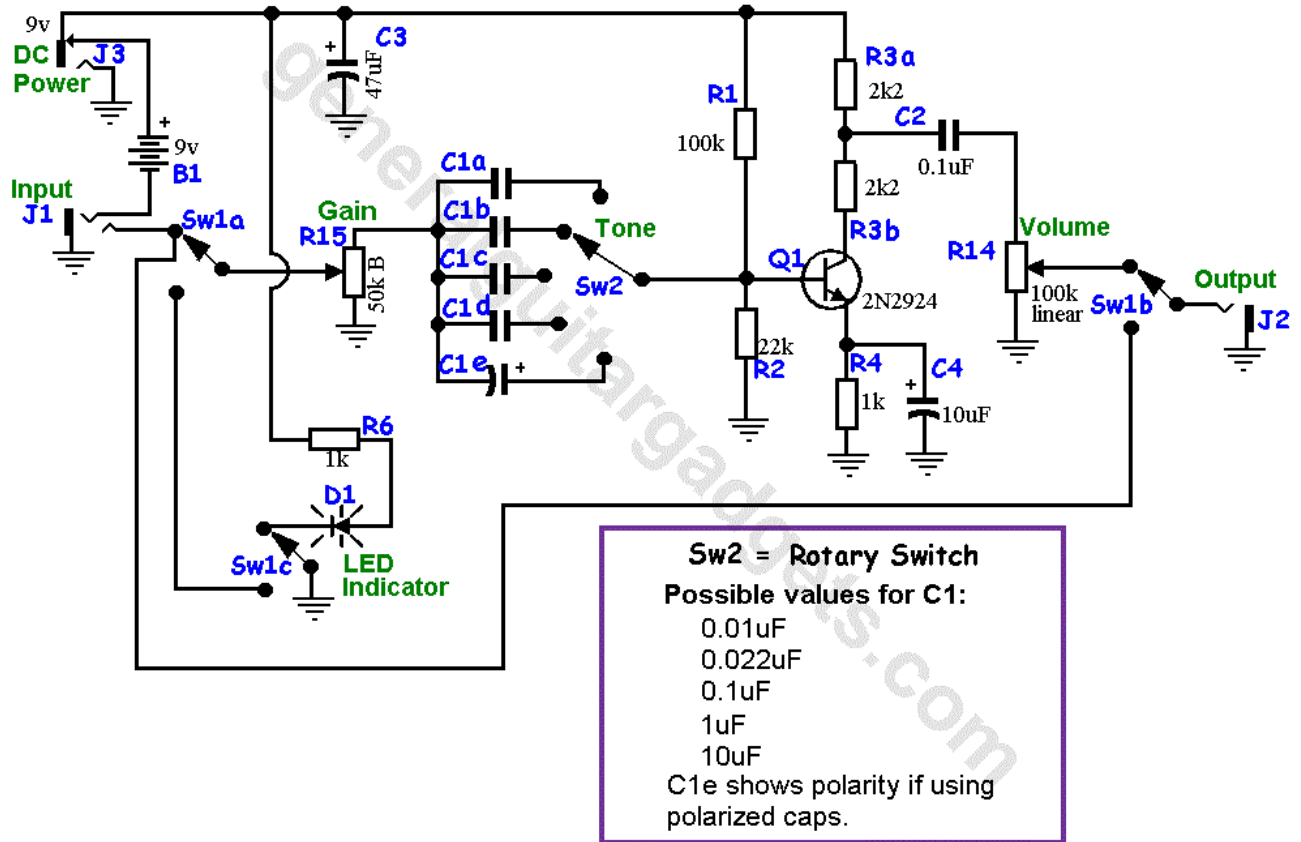 9v
DC
Power
J3
C3
+
47uF
R3a
2k2
R1
100k
C2
0.1uF
+
9v
B1
Input
J1
Sw1a
C1a
2k2
R3b
Gain
R15
50k B
C1b
Tone
C1c
Sw2
C1d
C1e
+
Q1
2N2924
Volume
R14
100k
linear
Sw1b
Output
J2
22k
R2
R4
1k
C4
+
10uF
R6
1k
D1
Sw1c
LED
Indicator
Sw2 = Rotary Switch
Possible values for C1:
0.01uF
0.022uF
0.1uF
1uF
10uF
C1e shows polarity if using
polarized caps.
generalguitargadgets.com